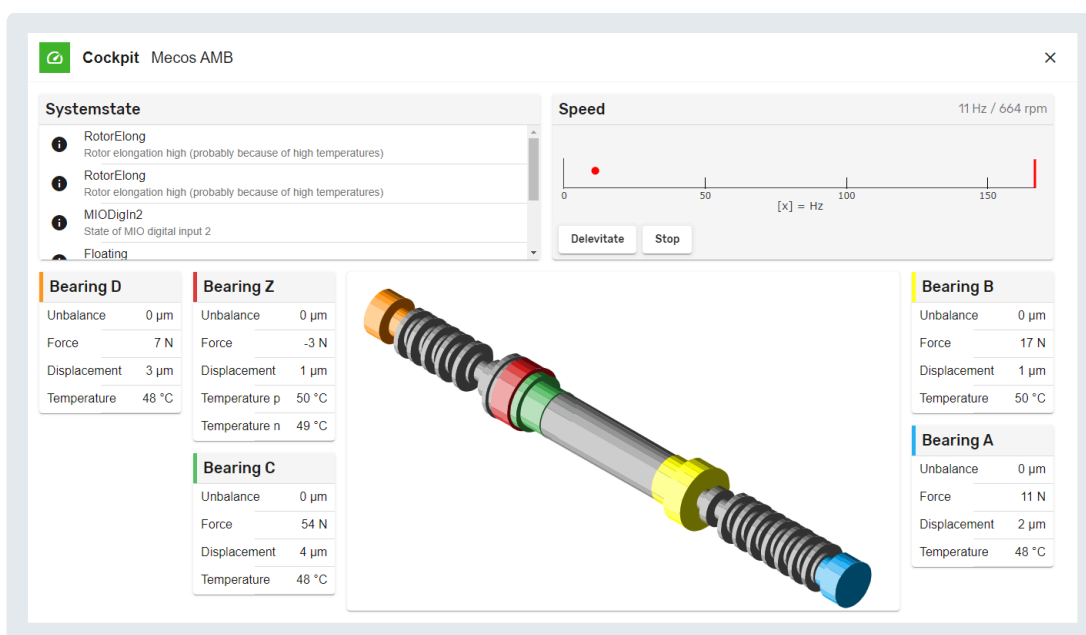 Cockpit Mecos AMB
Systemstate
RotorElong
Rotor elongation high (probably because of high temperatures)
RotorElong
Rotor elongation high (probably because of high temperatures)
MIODigIn2
State of MIO digital input 2
Floating
Speed 11 Hz / 664 rpm
0 50 100 150
[x] = Hz
Delevitate Stop
Bearing D
Unbalance 0 μm
Force 7 N
Displacement 3 μm
Temperature 48 °C
Bearing Z
Unbalance 0 μm
Force -3 N
Displacement 1 μm
Temperature p 50 °C
Temperature n 49 °C
Bearing C
Unbalance 0 μm
Force 54 N
Displacement 4 μm
Temperature 48 °C
Bearing B
Unbalance 0 μm
Force 17 N
Displacement 1 μm
Temperature 50 °C
Bearing A
Unbalance 0 μm
Force 11 N
Displacement 2 μm
Temperature 48 °C